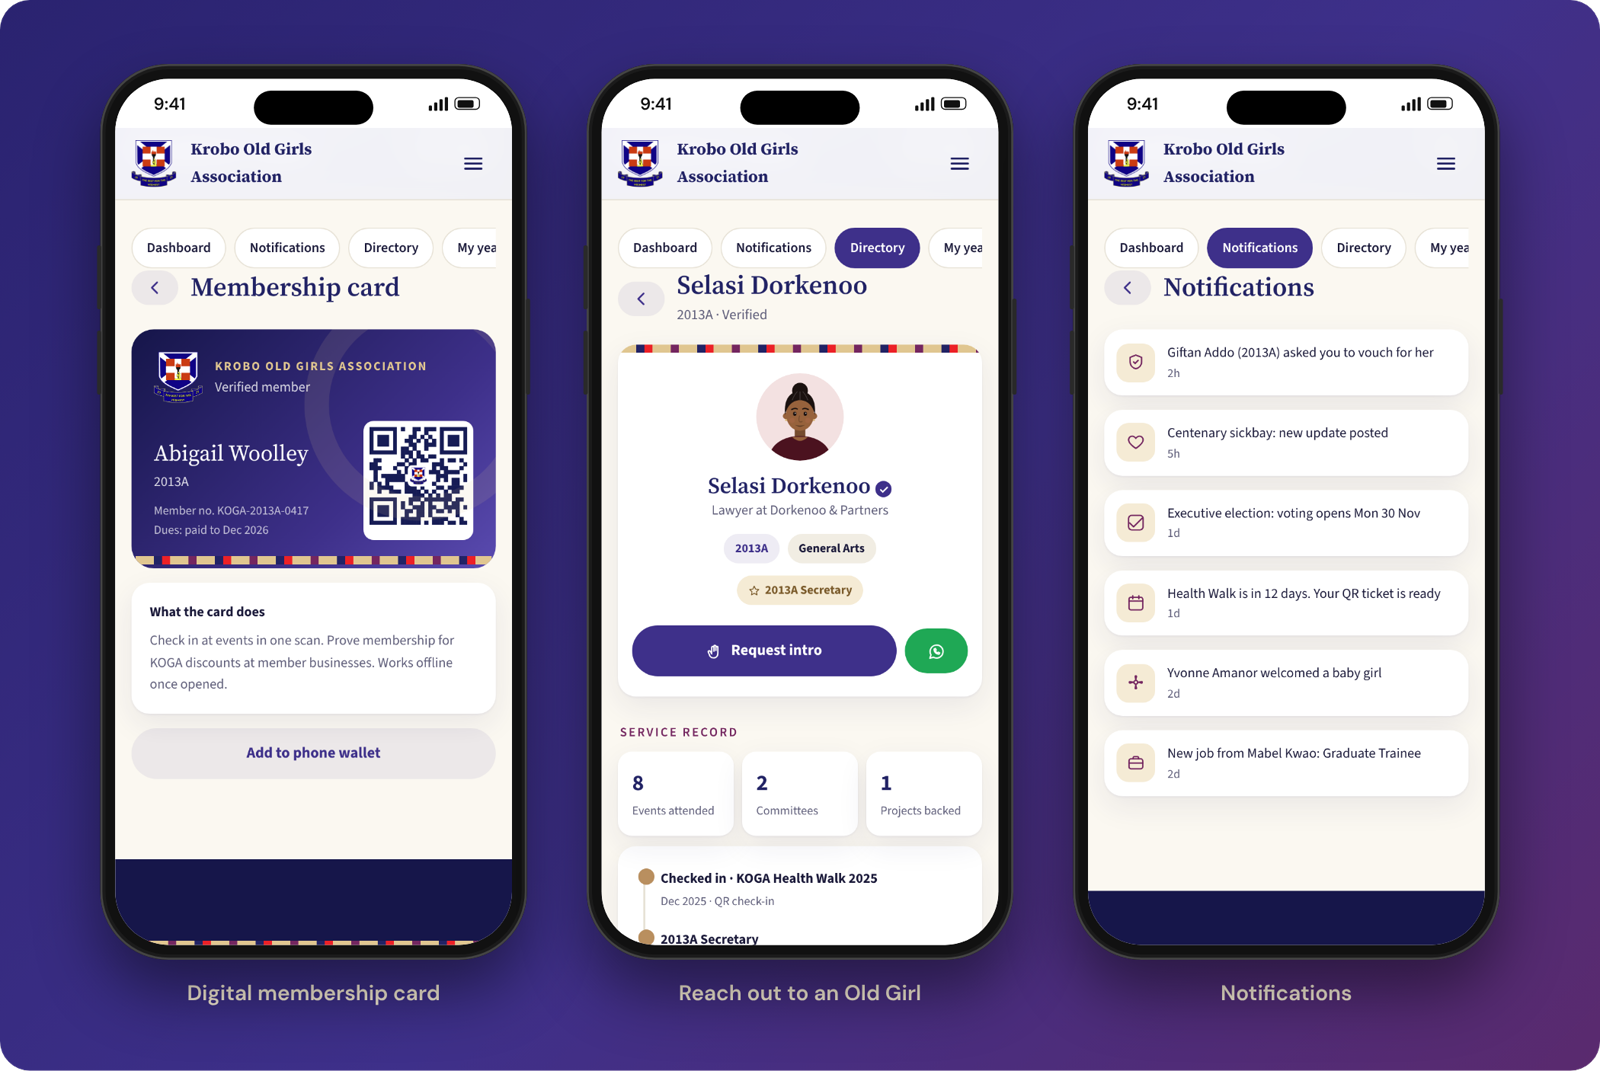 9:41
Krobo Old Girls
Association
Dashboard
Notifications
Directory
My yea
Membership card
KROBO OLD GIRLS ASSOCIATION
Verified member
Abigail Woolley
2013A
Member no. KOGA-2013A-0417
Dues: paid to Dec 2026
What the card does
Check in at events in one scan. Prove membership for
KOGA discounts at member businesses. Works offline
once opened.
Add to phone wallet
Digital membership card
9:41
Krobo Old Girls
Association
Dashboard
Notifications
Directory
My yea
Selasi Dorkenoo
2013A · Verified
Selasi Dorkenoo
Lawyer at Dorkenoo & Partners
2013A
General Arts
2013A Secretary
Request intro
SERVICE RECORD
8
Events attended
2
Committees
1
Projects backed
Checked in · KOGA Health Walk 2025
Dec 2025 · QR check-in
2013A Secretary
Reach out to an Old Girl
9:41
Krobo Old Girls
Association
Dashboard
Notifications
Directory
My yea
Notifications
Giftan Addo (2013A) asked you to vouch for her
2h
Centenary sickbay: new update posted
5h
Executive election: voting opens Mon 30 Nov
1d
Health Walk is in 12 days. Your QR ticket is ready
1d
Yvonne Amanor welcomed a baby girl
2d
New job from Mabel Kwao: Graduate Trainee
2d
Notifications